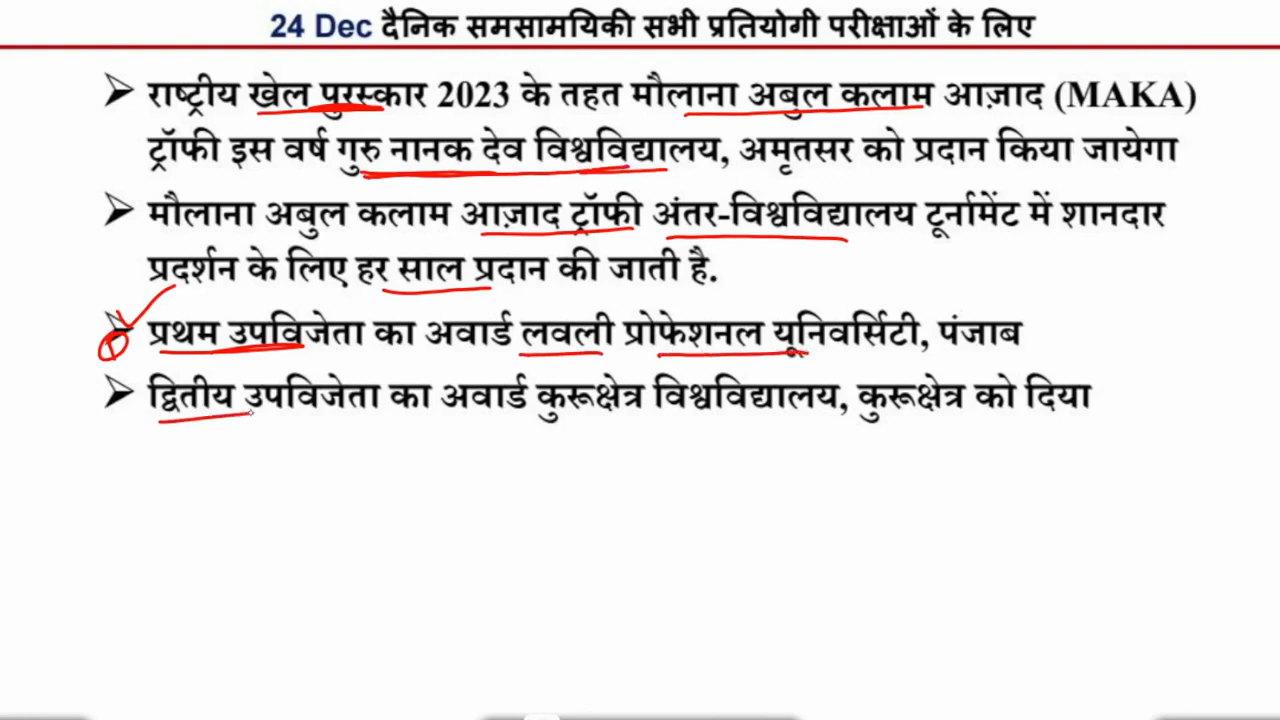 24 Dec दैनिक समसामयिकी सभी प्रतियोगी परीक्षाओं के लिए
➢ राष्ट्रीय खेल पुरस्कार 2023 के तहत मौलाना अबुल कलाम आज़ाद (MAKA)
ट्रॉफी इस वर्ष गुरु नानक देव विश्वविद्यालय, अमृतसर को प्रदान किया जायेगा
➢ मौलाना अबुल कलाम आज़ाद ट्रॉफी अंतर-विश्वविद्यालय टूर्नामेंट में शानदार
प्रदर्शन के लिए हर साल प्रदान की जाती है.
➢ प्रथम उपविजेता का अवार्ड लवली प्रोफेशनल यूनिवर्सिटी, पंजाब
➢ द्वितीय उपविजेता का अवार्ड कुरूक्षेत्र विश्वविद्यालय, कुरूक्षेत्र को दिया